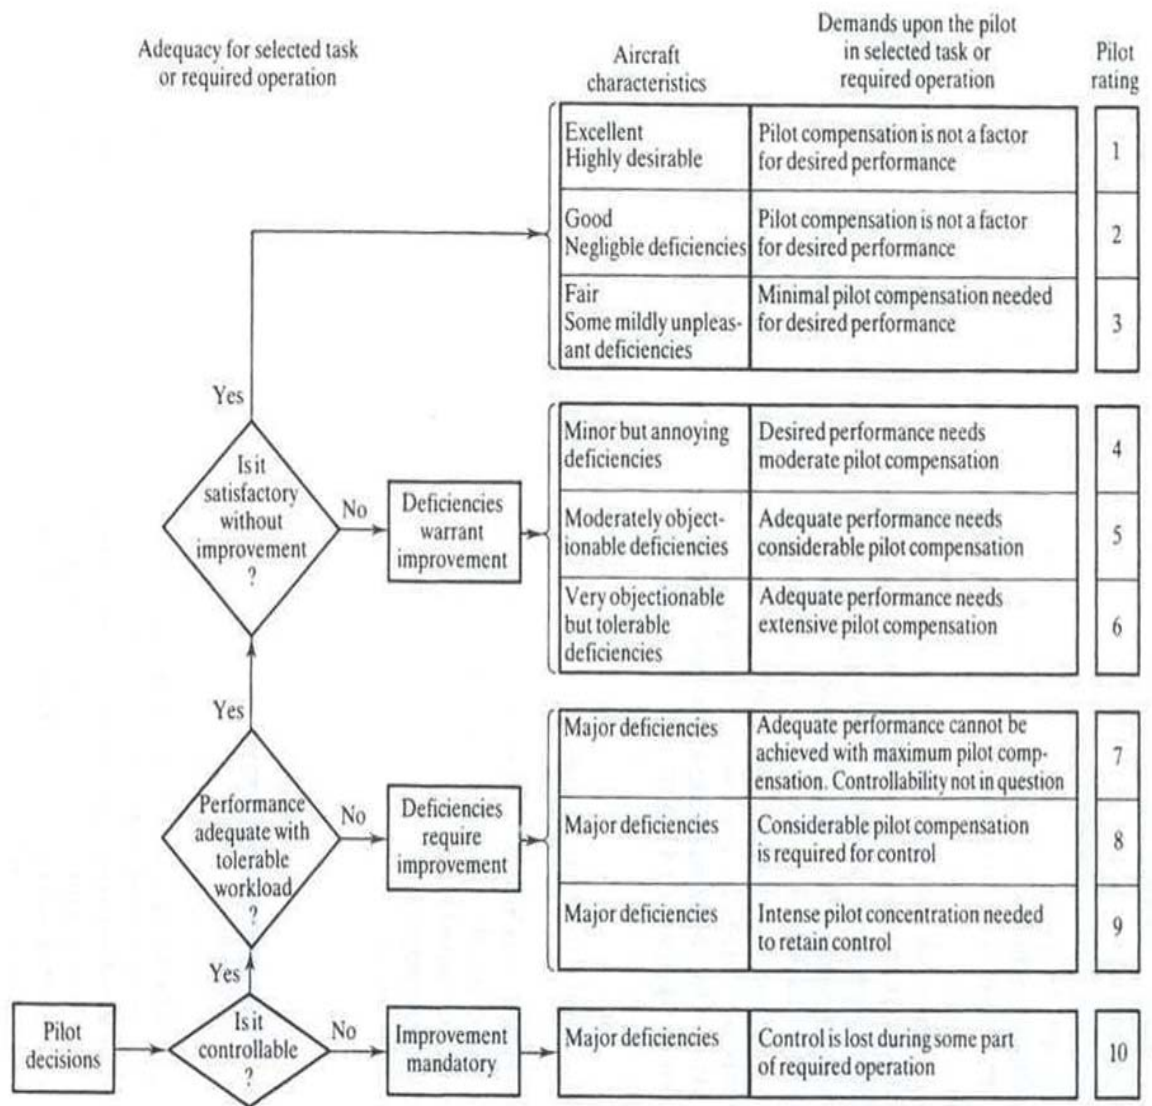 Adequacy for selected task
or required operation
Aircraft
characteristics
Demands upon the pilot
in selected task or
required operation
Pilot
rating
Excellent
Highly desirable
Pilot compensation is not a factor
for desired performance
1
Good
Negligble deficiencies
Pilot compensation is not a factor
for desired performance
2
Fair
Some mildly unpleas-
ant deficiencies
Minimal pilot compensation needed
for desired performance
3
Yes
Is it
satisfactory
without
improvement
?
No
Deficiencies
warrant
improvement
Minor but annoying
deficiencies
Desired performance needs
moderate pilot compensation
4
Moderately object-
ionable deficiencies
Adequate performance needs
considerable pilot compensation
5
Very objectionable
but tolerable
deficiencies
Adequate performance needs
extensive pilot compensation
6
Yes
Performance
adequate with
tolerable
workload
?
No
Deficiencies
require
improvement
Major deficiencies
Adequate performance cannot be
achieved with maximum pilot comp-
ensation. Controllability not in question
7
Major deficiencies
Considerable pilot compensation
is required for control
8
Major deficiencies
Intense pilot concentration needed
to retain control
9
Yes
Pilot
decisions
Is it
controllable
?
No
Improvement
mandatory
Major deficiencies
Control is lost during some part
of required operation
10